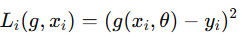 L_i(g, x_i) = (g(x_i, θ) − y_i)^2